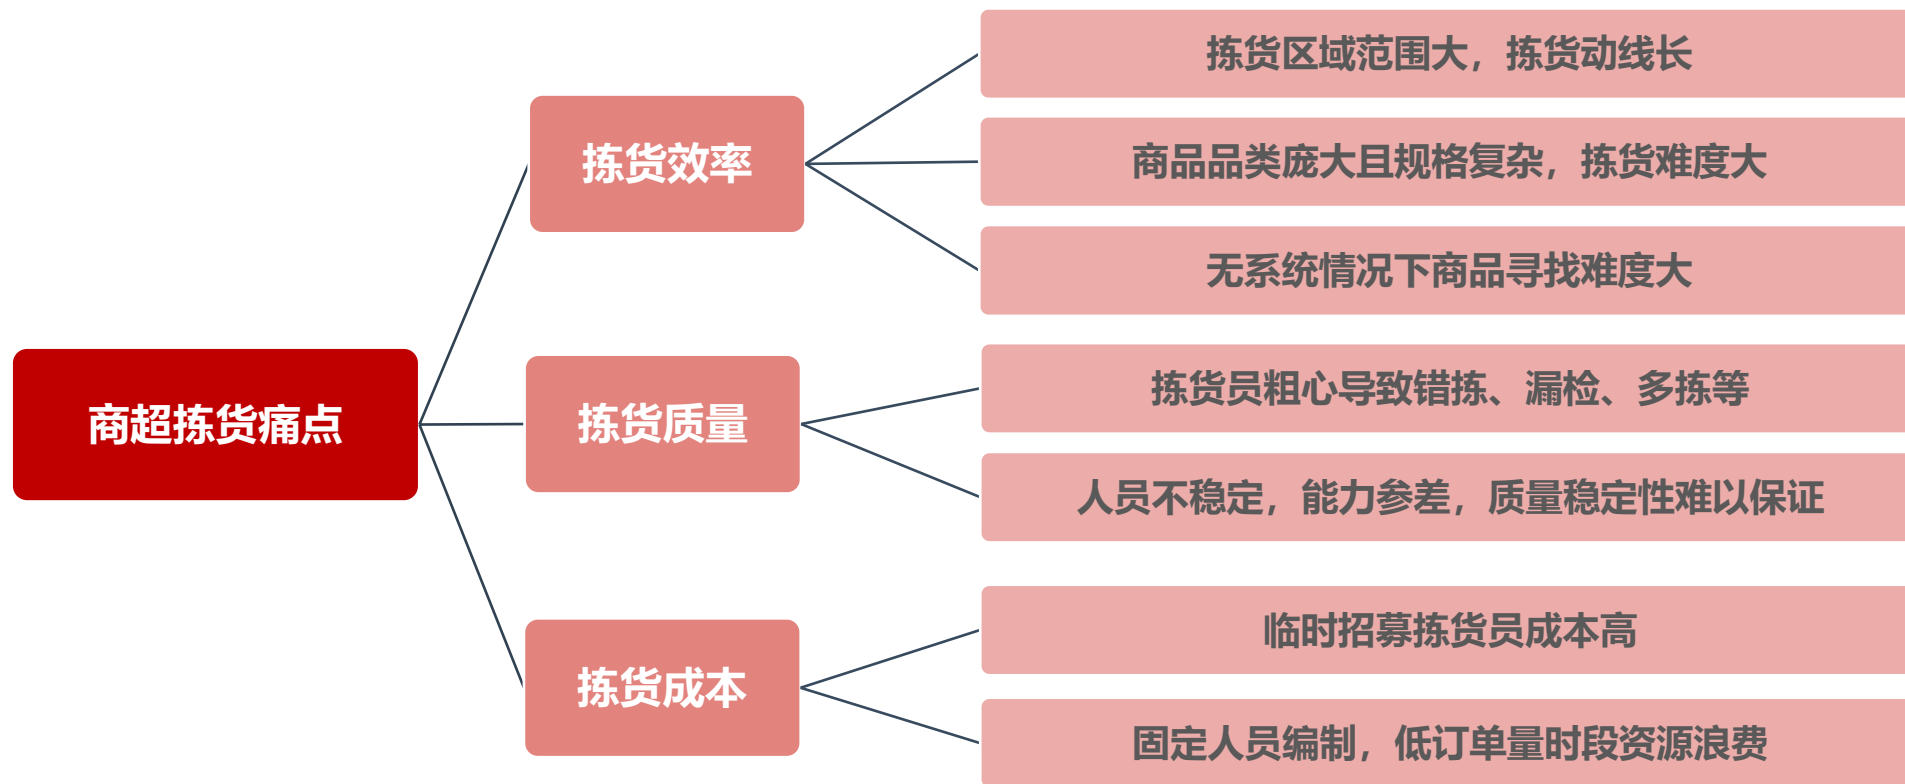 商超拣货痛点
拣货效率
拣货区域范围大，拣货动线长
商品品类庞大且规格复杂，拣货难度大
无系统情况下商品寻找难度大
拣货质量
拣货员粗心导致错拣、漏检、多拣等
人员不稳定，能力参差，质量稳定性难以保证
拣货成本
临时招募拣货员成本高
固定人员编制，低订单量时段资源浪费